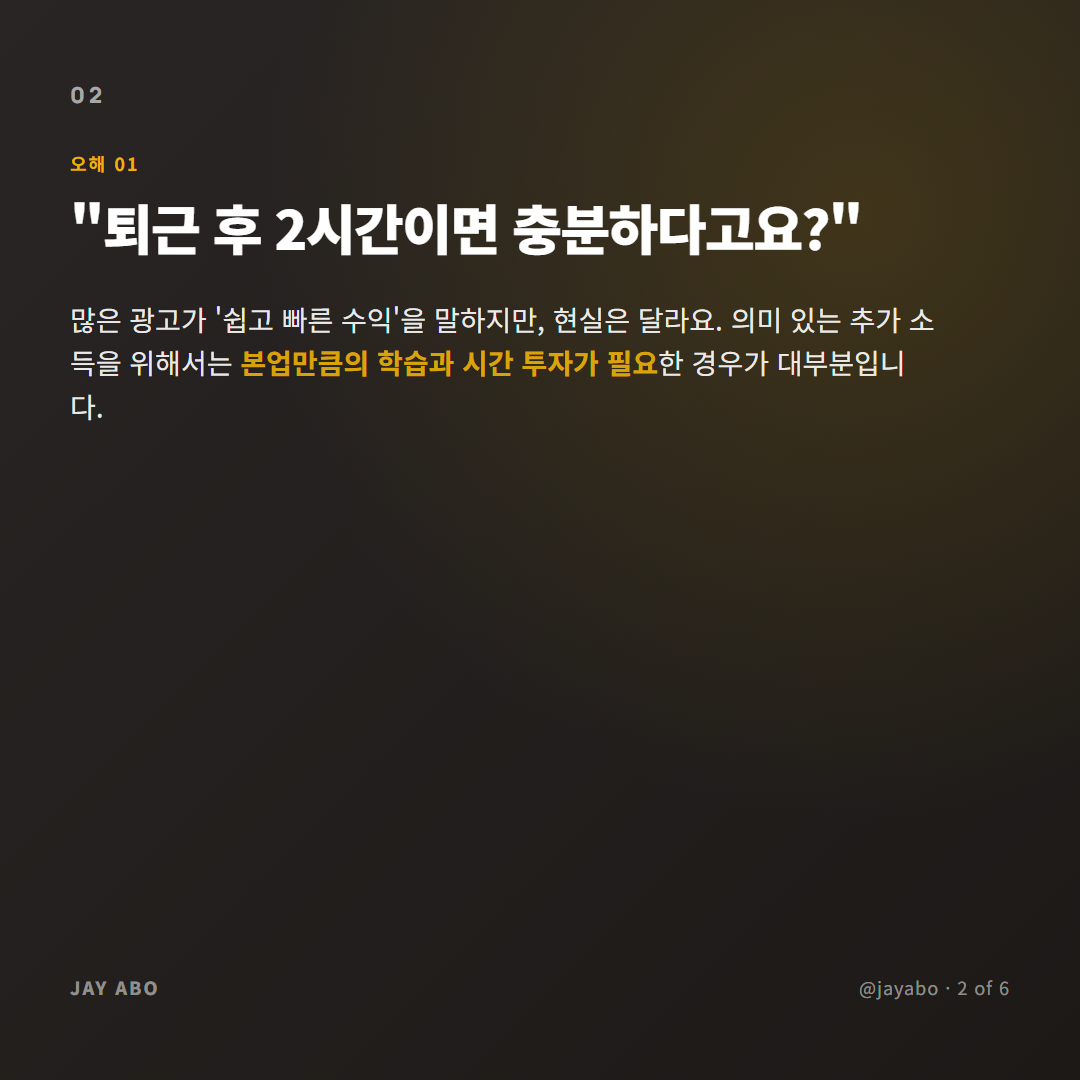 02
오해 01
"퇴근 후 2시간이면 충분하다고요?"
많은 광고가 '쉽고 빠른 수익'을 말하지만, 현실은 달라요. 의미 있는 추가 소
득을 위해서는 본업만큼의 학습과 시간 투자가 필요한 경우가 대부분입니
다.
JAY ABO
@jayabo · 2 of 6